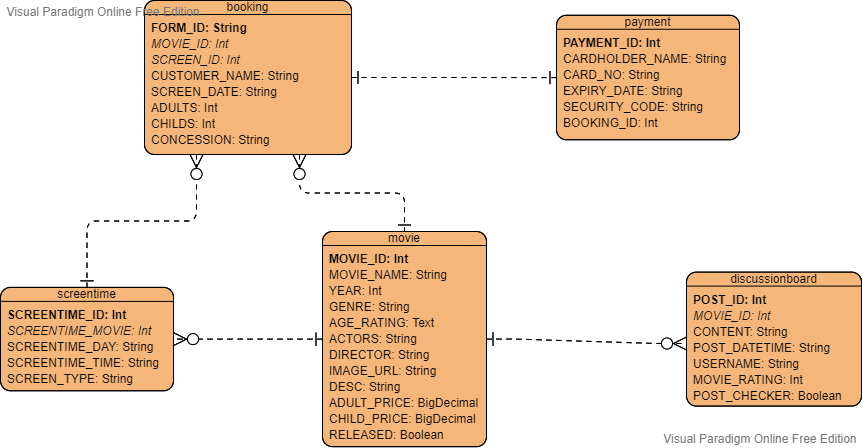 Visual Paradigm Online Free Edition
booking
FORM_ID: String
MOVIE_ID: Int
SCREEN_ID: Int
CUSTOMER_NAME: String
SCREEN_DATE: String
ADULTS: Int
CHILDS: Int
CONCESSION: String
payment
PAYMENT_ID: Int
CARDHOLDER_NAME: String
CARD_NO: String
EXPIRY_DATE: String
SECURITY_CODE: String
BOOKING_ID: Int
screentime
SCREENTIME_ID: Int
SCREENTIME_MOVIE: Int
SCREENTIME_DAY: String
SCREENTIME_TIME: String
SCREEN_TYPE: String
movie
MOVIE_ID: Int
MOVIE_NAME: String
YEAR: Int
GENRE: String
AGE_RATING: Text
ACTORS: String
DIRECTOR: String
IMAGE_URL: String
DESC: String
ADULT_PRICE: BigDecimal
CHILD_PRICE: BigDecimal
RELEASED: Boolean
discussionboard
POST_ID: Int
MOVIE_ID: Int
CONTENT: String
POST_DATETIME: String
USERNAME: String
MOVIE_RATING: Int
POST_CHECKER: Boolean
Visual Paradigm Online Free Edition